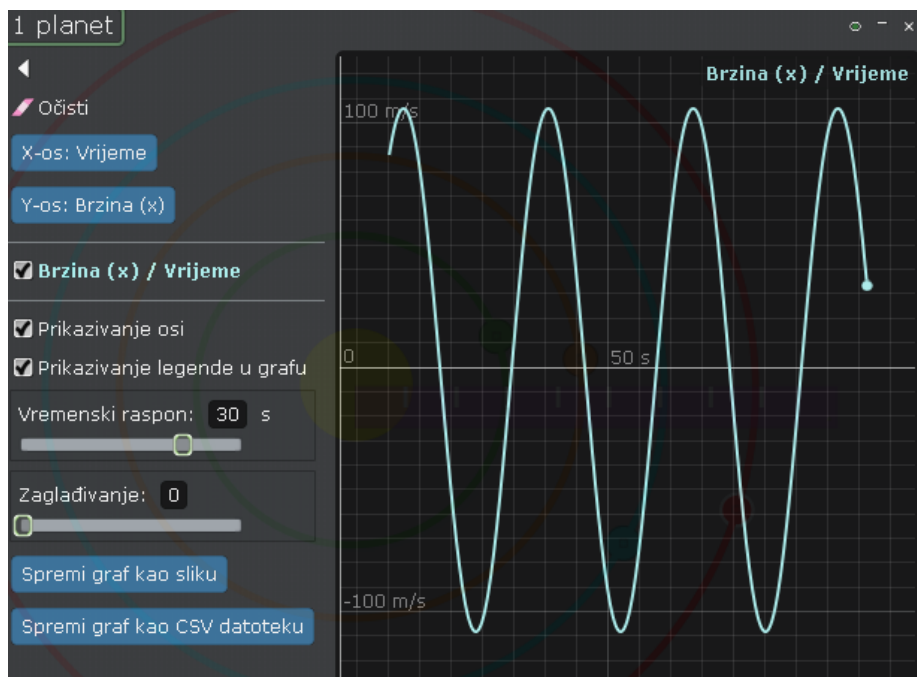 1 planet
Očisti
X-os: Vrijeme
Y-os: Brzina (x)
Brzina (x) / Vrijeme
Prikazivanje osi
Prikazivanje legende u grafu
Vremenski raspon: 30 s
Zaglađivanje: 0
Spremi graf kao sliku
Spremi graf kao CSV datoteku
Brzina (x) / Vrijeme
100 m/s
0
50 s
-100 m/s